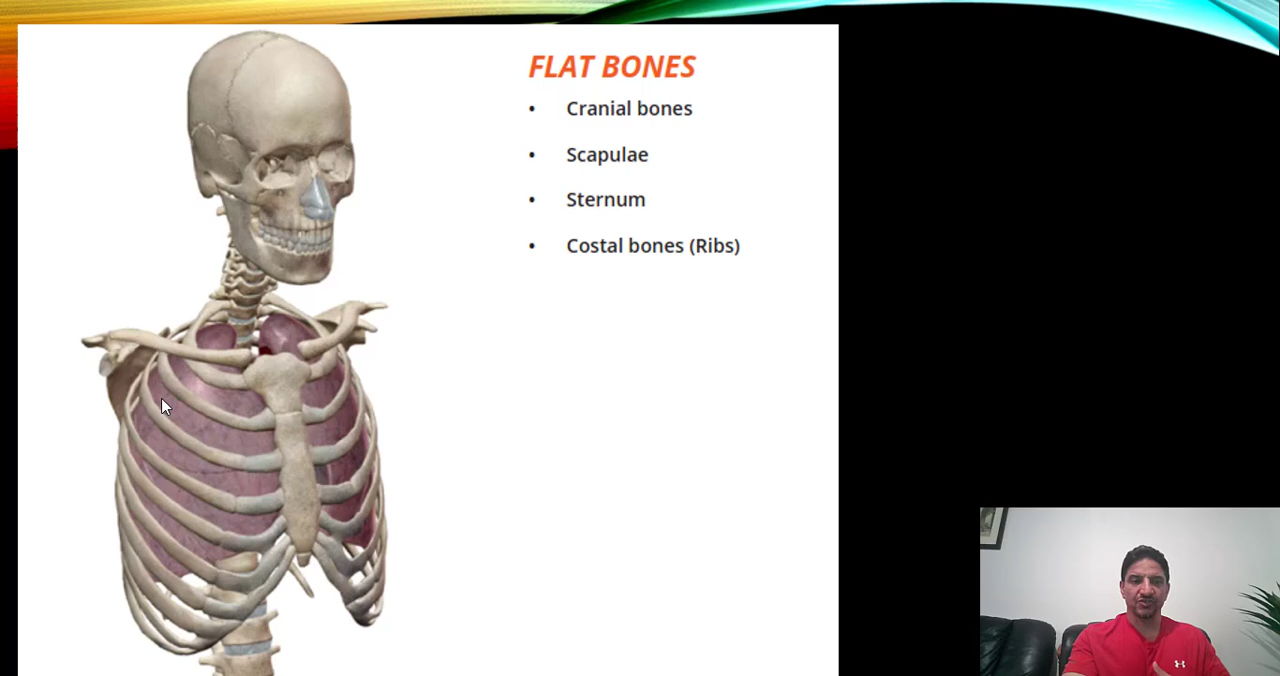 FLAT BONES
• Cranial bones
• Scapulae
• Sternum
• Costal bones (Ribs)